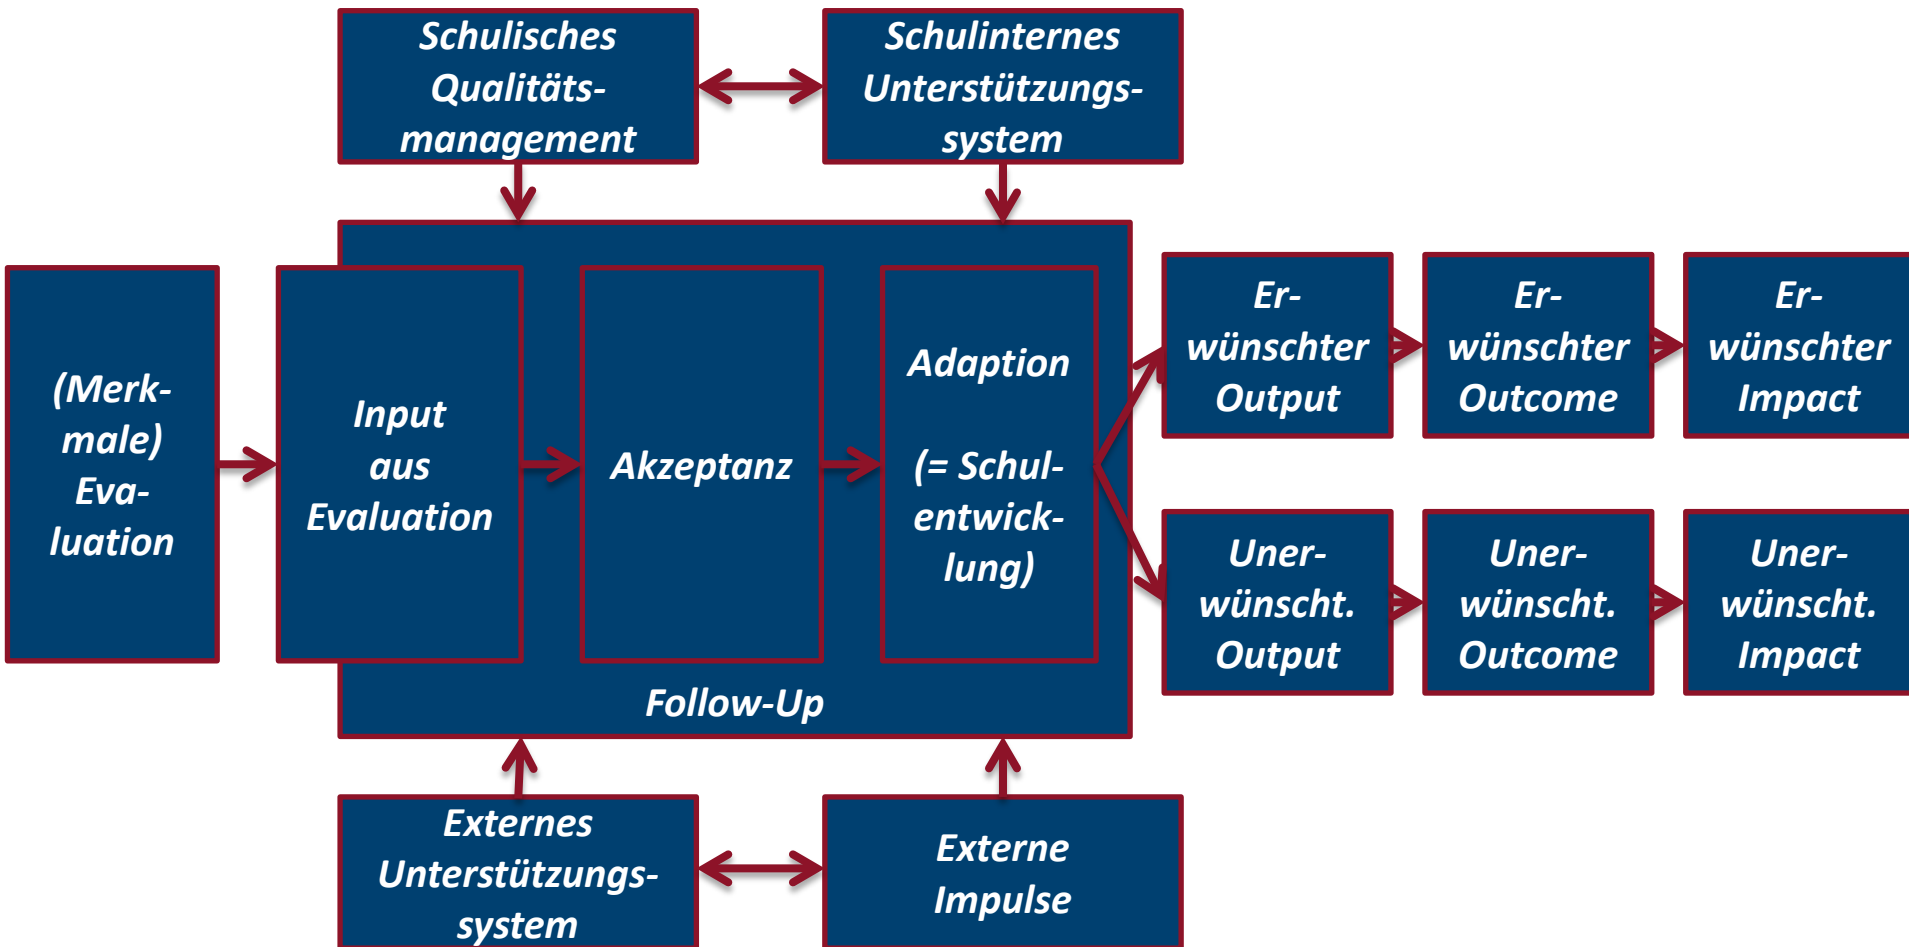 Schulisches
Qualitäts-
management
Schulinternes
Unterstützungs-
system
(Merk-
male)
Eva-
luation
Input
aus
Evaluation
Akzeptanz
Adaption
(= Schul-
entwick-
lung)
Follow-Up
Er-
wünschter
Output
Er-
wünschter
Outcome
Er-
wünschter
Impact
Uner-
wünscht.
Output
Uner-
wünscht.
Outcome
Uner-
wünscht.
Impact
Externes
Unterstützungs-
system
Externe
Impulse